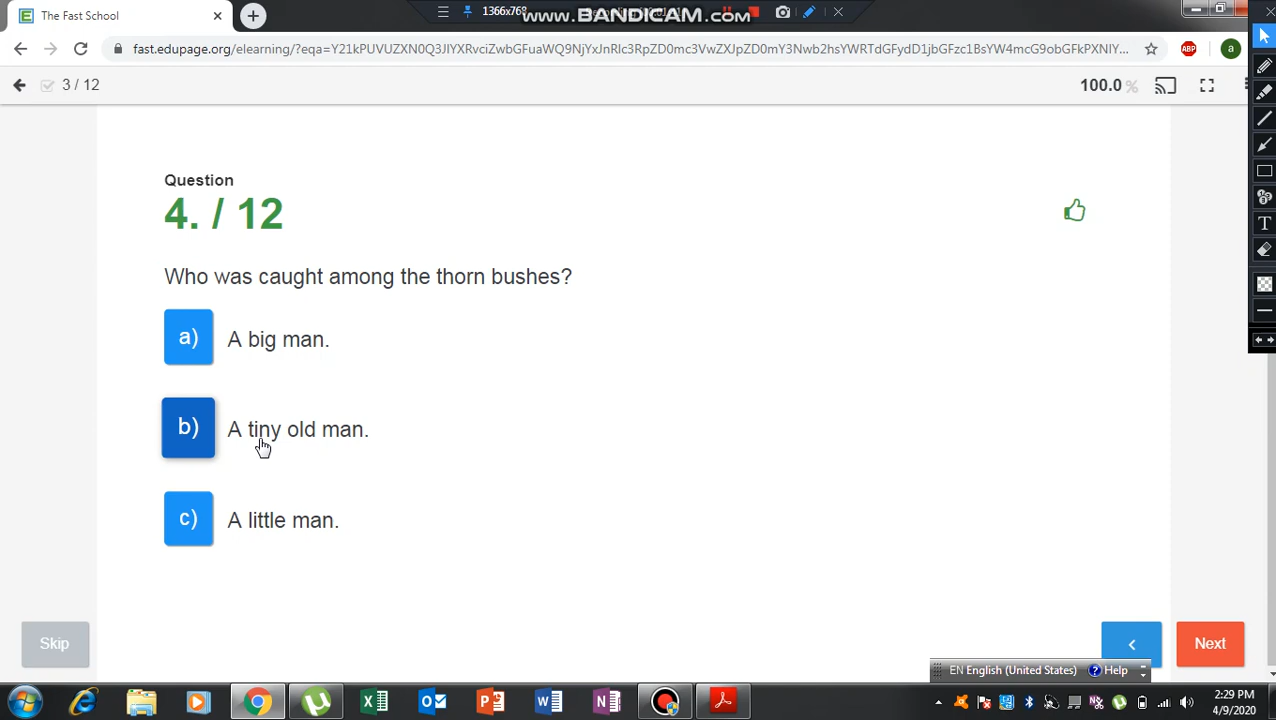 The Fast School
1366x768
www.BANDICAM.com
fast.edupage.org/elearning/?eqa=
ABP
a
3 / 12
100.0 %
Question
4. / 12
Who was caught among the thorn bushes?
a) A big man.
b) A tiny old man.
c) A little man.
Skip
<
Next
EN English (United States) ? Help
2:29 PM
4/9/2020